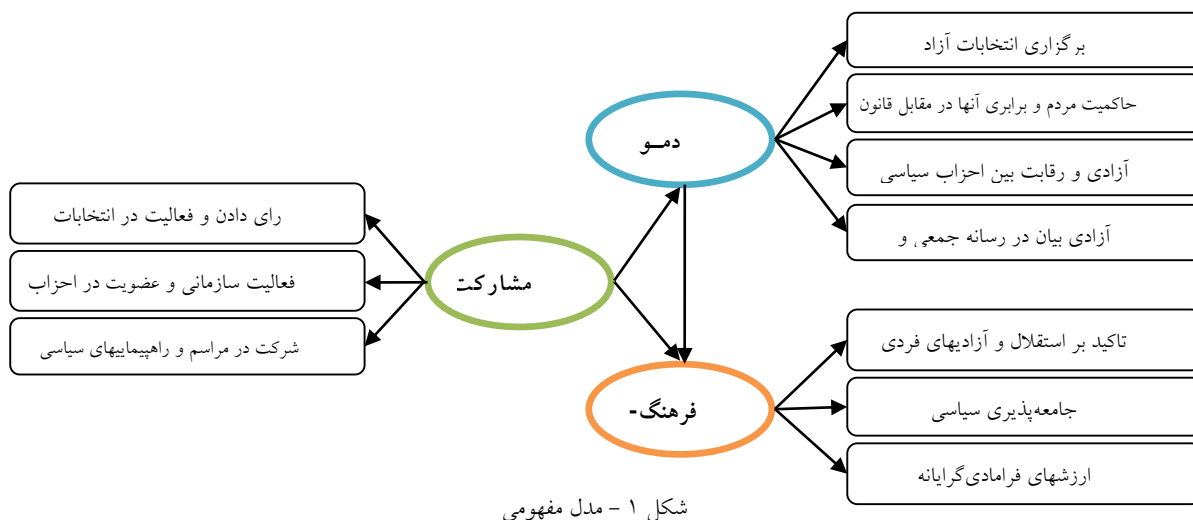 برگزاری انتخابات آزاد
حاکمیت مردم و برابری آنها در مقابل قانون
آزادی و رقابت بین احزاب سیاسی
آزادی بیان در رسانه جمعی و
دمـو
رای دادن و فعالیت در انتخابات
فعالیت سازمانی و عضویت در احزاب
شرکت در مراسم و راهپیماییهای سیاسی
مشارکت
تاکید بر استقلال و آزادیهای فردی
جامعه‌پذیری سیاسی
ارزشهای فرامادی‌گرایانه
فرهنگ-
شکل ۱ - مدل مفهومی